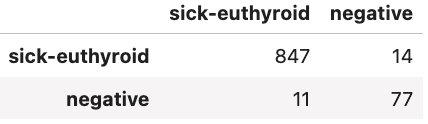 sick-euthyroid negative
sick-euthyroid 847 14
negative 11 77